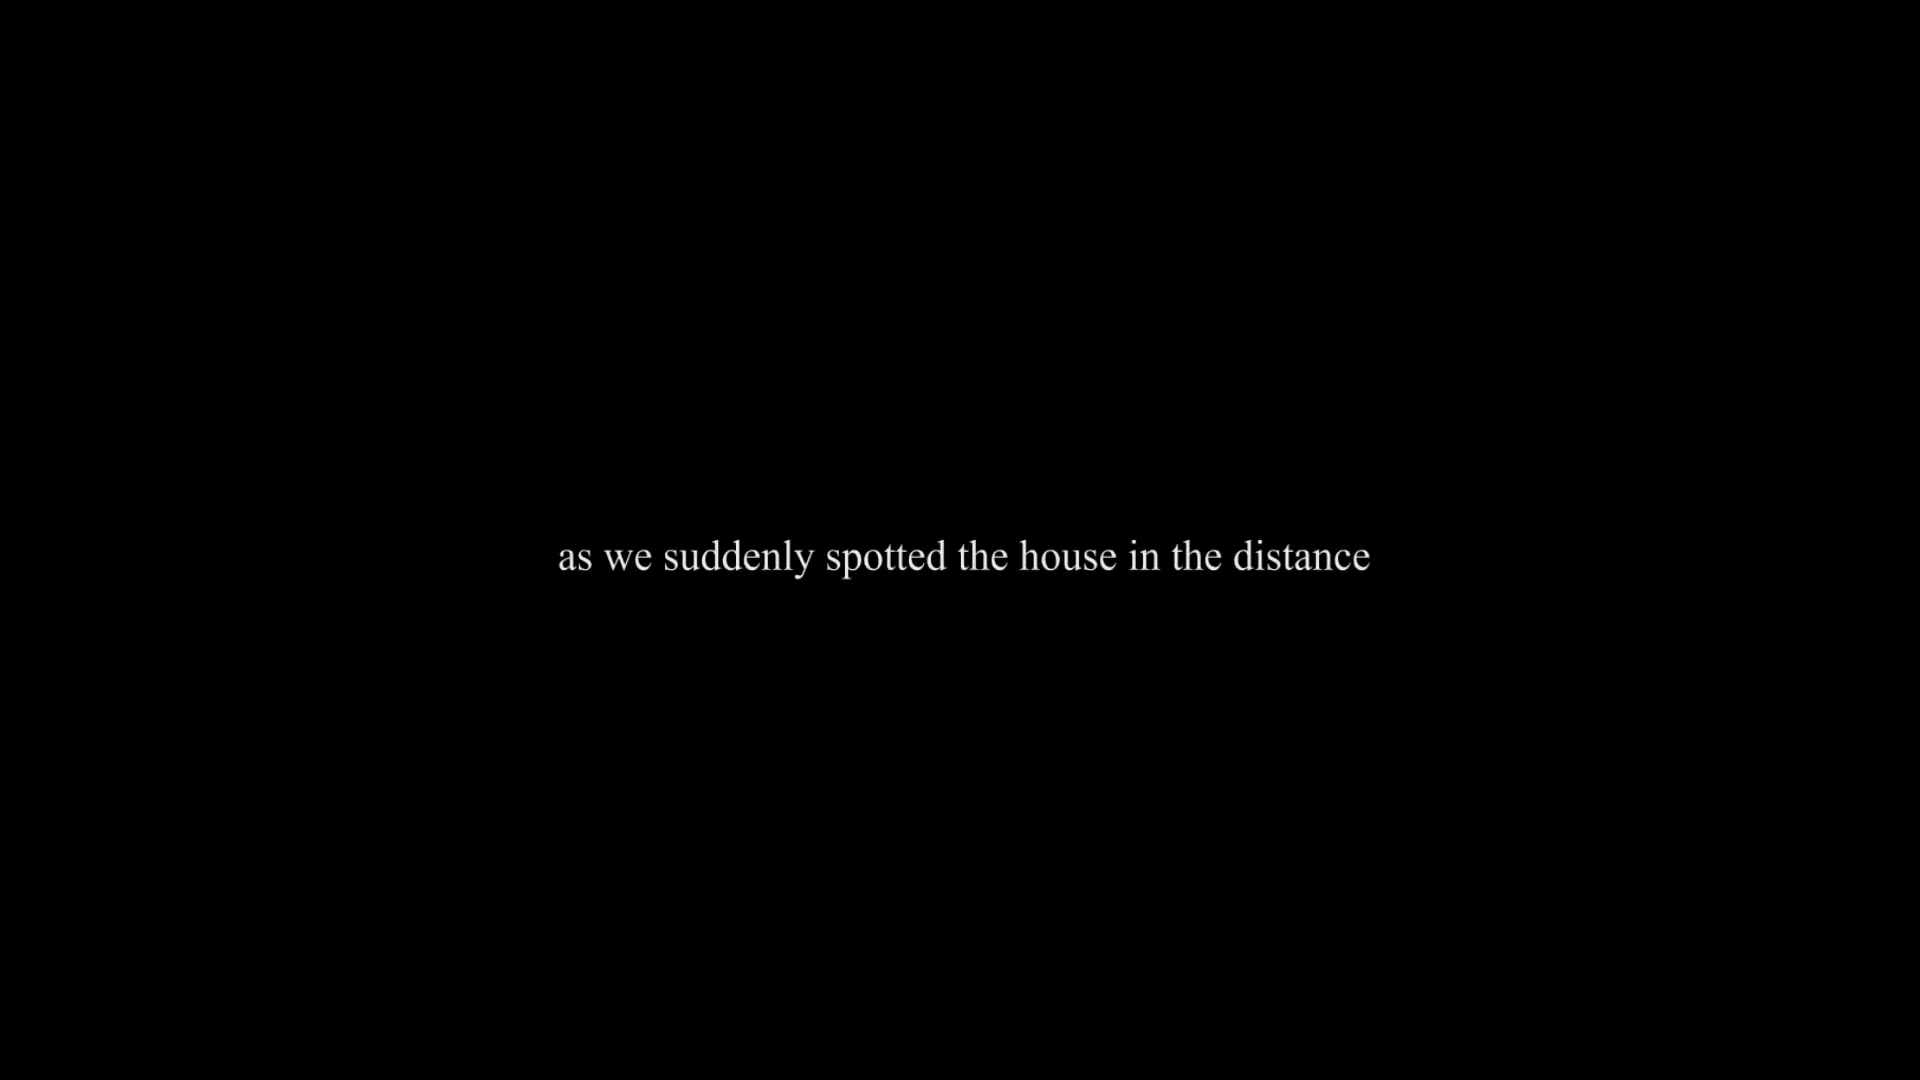 as we suddenly spotted the house in the distance